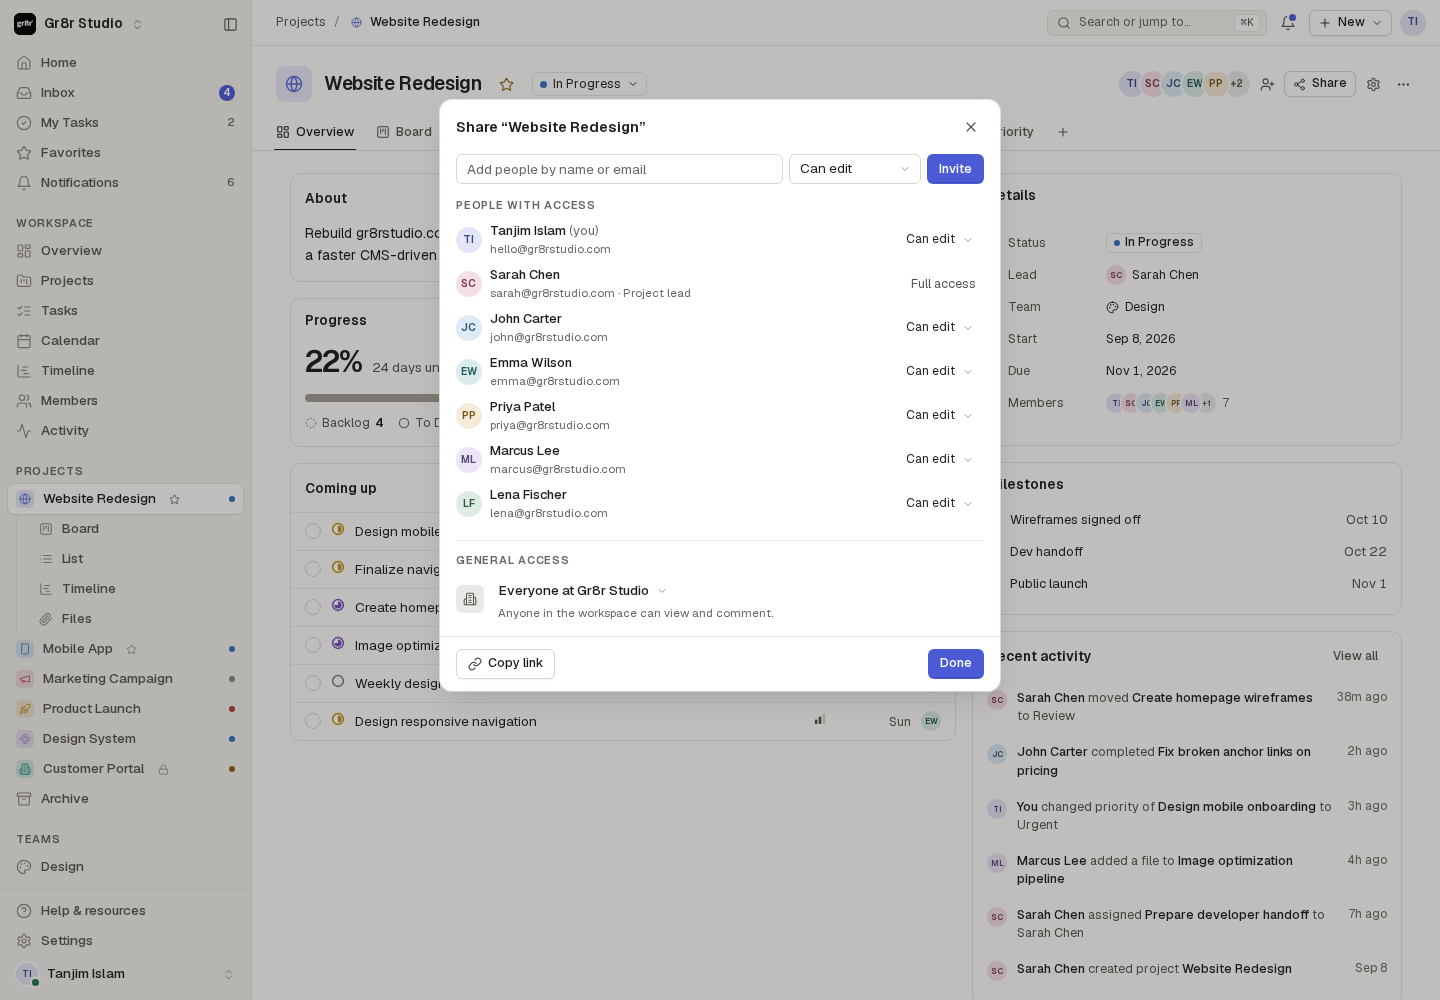 gr8r Gr8r Studio
Home
Inbox 4
My Tasks 2
Favorites
Notifications 6
WORKSPACE
Overview
Projects
Tasks
Calendar
Timeline
Members
Activity
PROJECTS
Website Redesign
Board
List
Timeline
Files
Mobile App
Marketing Campaign
Product Launch
Design System
Customer Portal
Archive
TEAMS
Design
Help & resources
Settings
TI Tanjim Islam
Projects / Website Redesign
Search or jump to… ⌘K
New
TI
Website Redesign
In Progress
TI SC JC EW PP +2
Share
Overview
Board
About
Rebuild gr8rstudio.co
a faster CMS-driven
Progress
22% 24 days un
Backlog 4 To D
Coming up
Design mobile
Finalize navig
Create homep
Image optimiz
Weekly desig
Design responsive navigation Sun EW
Share “Website Redesign”
Add people by name or email
Can edit
Invite
PEOPLE WITH ACCESS
TI Tanjim Islam (you) Can edit
hello@gr8rstudio.com
SC Sarah Chen Full access
sarah@gr8rstudio.com · Project lead
JC John Carter Can edit
john@gr8rstudio.com
EW Emma Wilson Can edit
emma@gr8rstudio.com
PP Priya Patel Can edit
priya@gr8rstudio.com
ML Marcus Lee Can edit
marcus@gr8rstudio.com
LF Lena Fischer Can edit
lena@gr8rstudio.com
GENERAL ACCESS
Everyone at Gr8r Studio
Anyone in the workspace can view and comment.
Copy link
Done
riority
etails
Status In Progress
Lead SC Sarah Chen
Team Design
Start Sep 8, 2026
Due Nov 1, 2026
Members TI SC JC EW PP ML +1 7
ilestones
Wireframes signed off Oct 10
Dev handoff Oct 22
Public launch Nov 1
ecent activity View all
SC Sarah Chen moved Create homepage wireframes 38m ago
to Review
JC John Carter completed Fix broken anchor links on 2h ago
pricing
TI You changed priority of Design mobile onboarding to 3h ago
Urgent
ML Marcus Lee added a file to Image optimization 4h ago
pipeline
SC Sarah Chen assigned Prepare developer handoff to 7h ago
Sarah Chen
SC Sarah Chen created project Website Redesign Sep 8